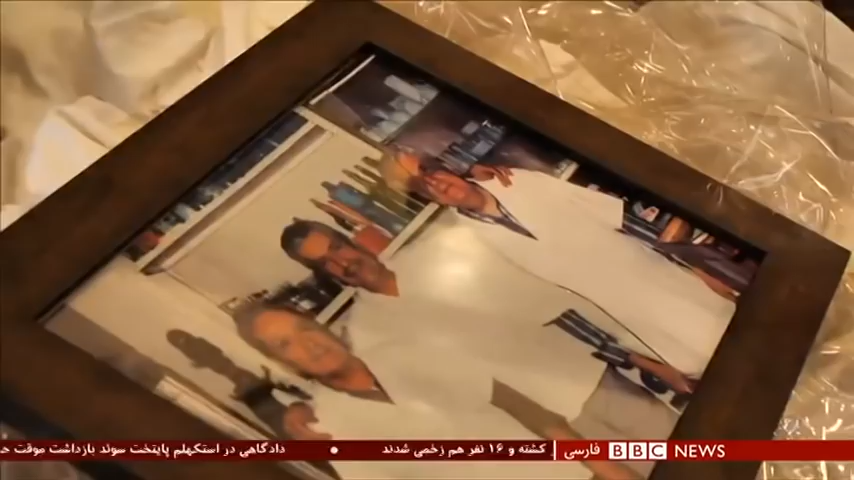 کشته و ۱۶ نفر هم زخمی شدند • دادگاهی در استکهلم پایتخت سوئد بازداشت موقت ح
BBC NEWS فارسی